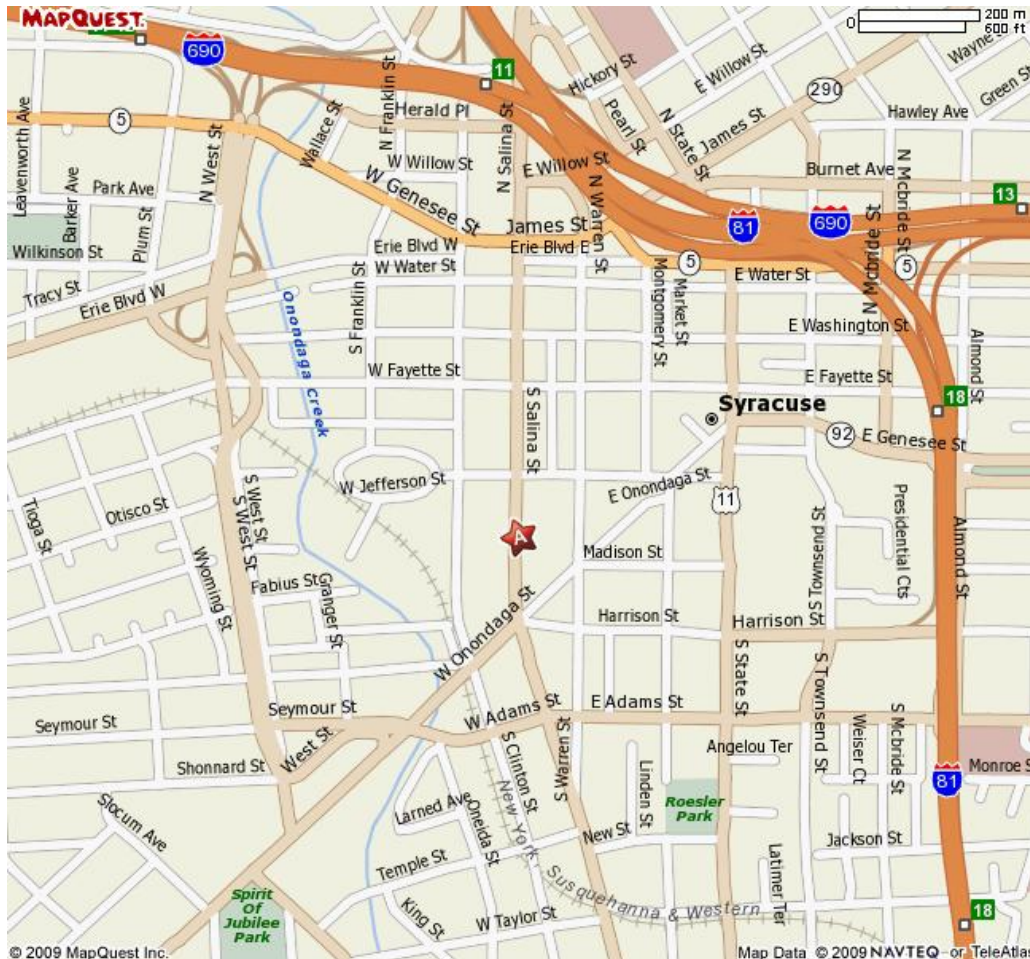 MAPQUEST.
200 m
600 ft
0
690
11
290
Hickory St
E Willow St
Wayne
Green St
Hawley Ave
Leavenworth Ave
5
Wallace St
N Franklin St
Herald Pl
N Salina St
Pearl St
N State St
James St
N West St
W Willow St
E Willow St
Burnet Ave
N Mcbride St
Barker Ave
Park Ave
Plum St
W Genesee St
N Warren St
13
81
690
James St
Wilkinson St
Erie Blvd W
Erie Blvd E
W Water St
5
E Water St
N Mcbride St
5
Tracy St
Erie Blvd W
Onondaga Creek
S Franklin St
Montgomery St
Market St
E Washington St
Almond St
W Fayette St
E Fayette St
S Salina St
Syracuse
18
92
E Genesee St
W Jefferson St
E Onondaga St
11
Tioga St
Otisco St
S West St
S West St
A
Madison St
S Townsend St
Presidential Cts
Almond St
Wyoming St
Fabius St
Granger St
W Onondaga St
Harrison St
Harrison St
S State St
S Townsend St
Seymour St
Seymour St
W Adams St
E Adams St
S Mcbride St
Weiser Ct
West St
Shonnard St
S Clinton St
S Warren St
Angelou Ter
Linden St
81
Monroe S
Slocum Ave
Larned Ave
Oneida St
Roesler
Park
New St
Jackson St
Temple St
Latimer Ter
New York, Susquehanna & Western
Spirit
Of
Jubilee
Park
King St
W Taylor St
18
© 2009 MapQuest Inc.
Map Data © 2009 NAVTEQ or TeleAtlas